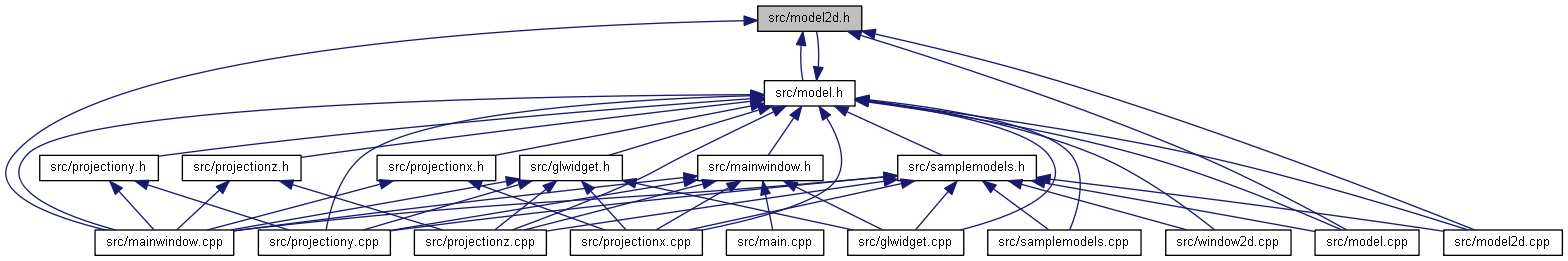 src/model2d.h
src/model.h
src/projectiony.h
src/projectionz.h
src/projectionx.h
src/glwidget.h
src/mainwindow.h
src/samplemodels.h
src/mainwindow.cpp
src/projectiony.cpp
src/projectionz.cpp
src/projectionx.cpp
src/main.cpp
src/glwidget.cpp
src/samplemodels.cpp
src/window2d.cpp
src/model.cpp
src/model2d.cpp